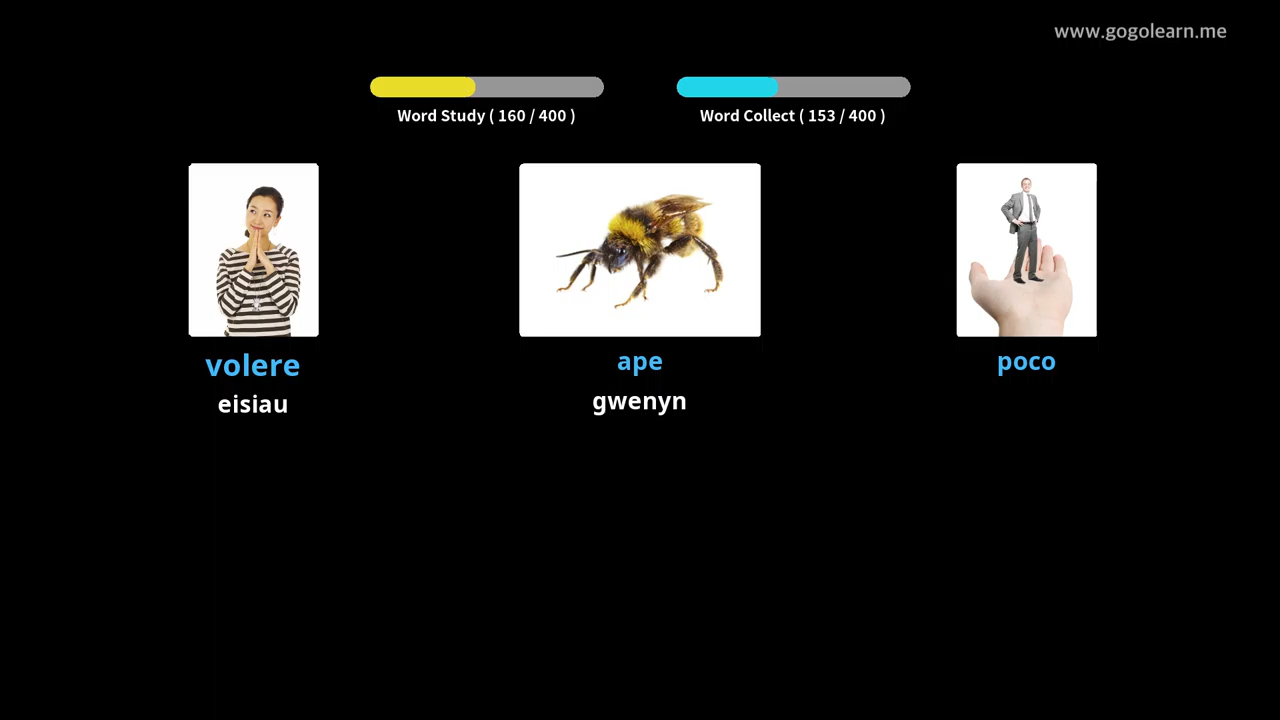 www.gogolearn.me
Word Study ( 160 / 400 )
Word Collect ( 153 / 400 )
volere
ape
poco
eisiau
gwenyn